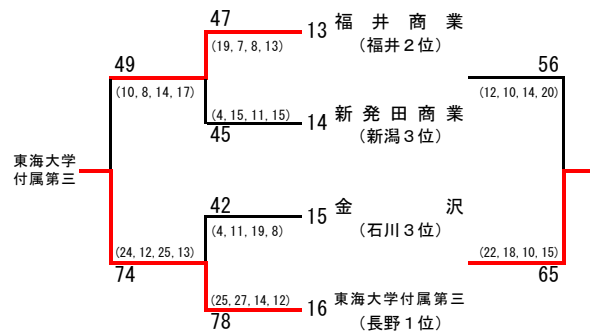 47
13 福井商業
(19, 7, 8, 13)
(福井2位)
49
56
(10, 8, 14, 17)
(12, 10, 14, 20)
(4, 15, 11, 15)
14 新発田商業
45
(新潟3位)
東海大学
付属第三
42
15 金沢
(4, 11, 19, 8)
(石川3位)
(24, 12, 25, 13)
(22, 18, 10, 15)
74
65
(25, 27, 14, 12)
16 東海大学付属第三
78
(長野1位)